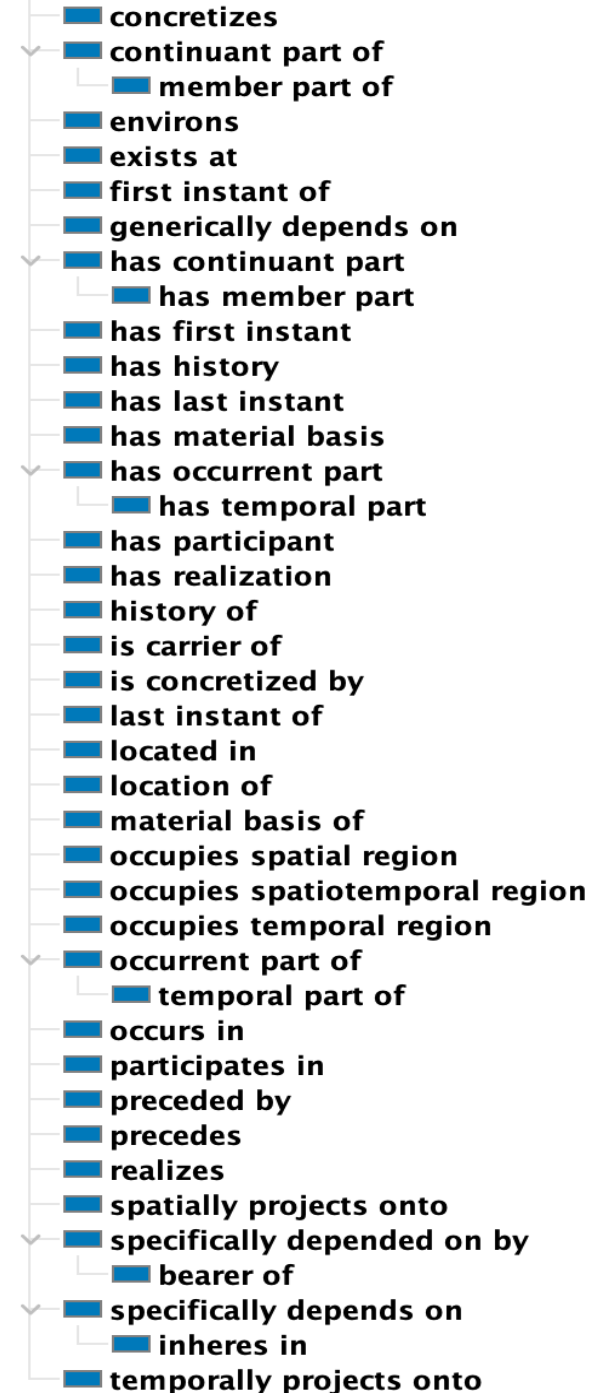 concretizes
continuant part of
member part of
environs
exists at
first instant of
generically depends on
has continuant part
has member part
has first instant
has history
has last instant
has material basis
has occurrent part
has temporal part
has participant
has realization
history of
is carrier of
is concretized by
last instant of
located in
location of
material basis of
occupies spatial region
occupies spatiotemporal region
occupies temporal region
occurrent part of
temporal part of
occurs in
participates in
preceded by
precedes
realizes
spatially projects onto
specifically depended on by
bearer of
specifically depends on
inheres in
temporally projects onto